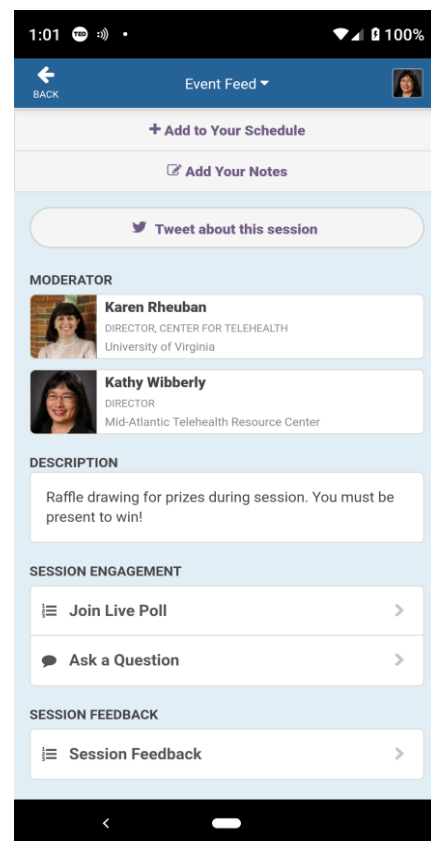 1:01 TED 100%
BACK
Event Feed
Add to Your Schedule
Add Your Notes
Tweet about this session
MODERATOR
Karen Rheuban
DIRECTOR, CENTER FOR TELEHEALTH
University of Virginia
Kathy Wibberly
DIRECTOR
Mid-Atlantic Telehealth Resource Center
DESCRIPTION
Raffle drawing for prizes during session. You must be
present to win!
SESSION ENGAGEMENT
Join Live Poll
Ask a Question
SESSION FEEDBACK
Session Feedback